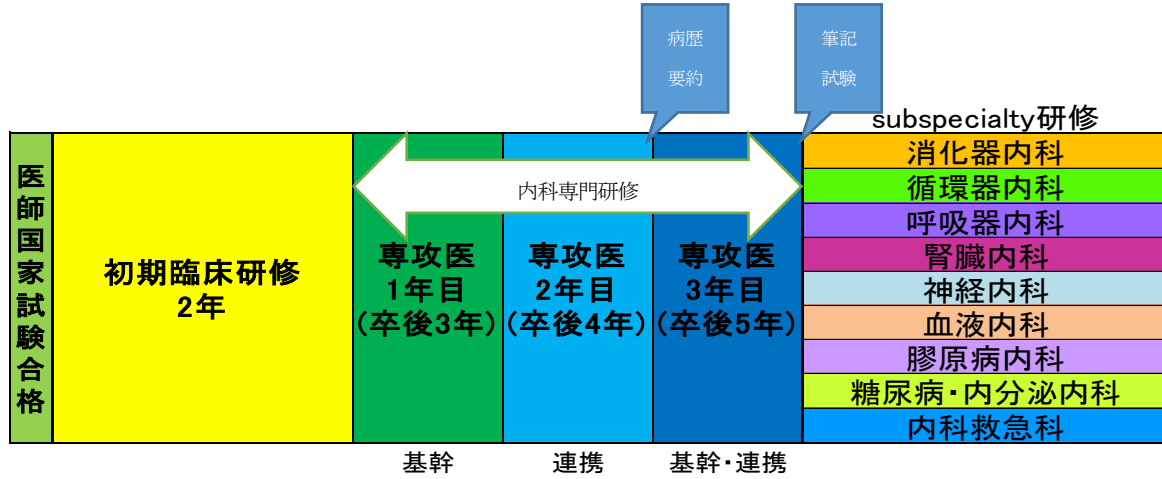 病歴
要約
筆記
試験
subspecialty研修
医師国家試験合格
初期臨床研修
2年
内科専門研修
専攻医
1年目
(卒後3年)
専攻医
2年目
(卒後4年)
専攻医
3年目
(卒後5年)
消化器内科
循環器内科
呼吸器内科
腎臓内科
神経内科
血液内科
膠原病内科
糖尿病・内分泌内科
内科救急科
基幹
連携
基幹・連携